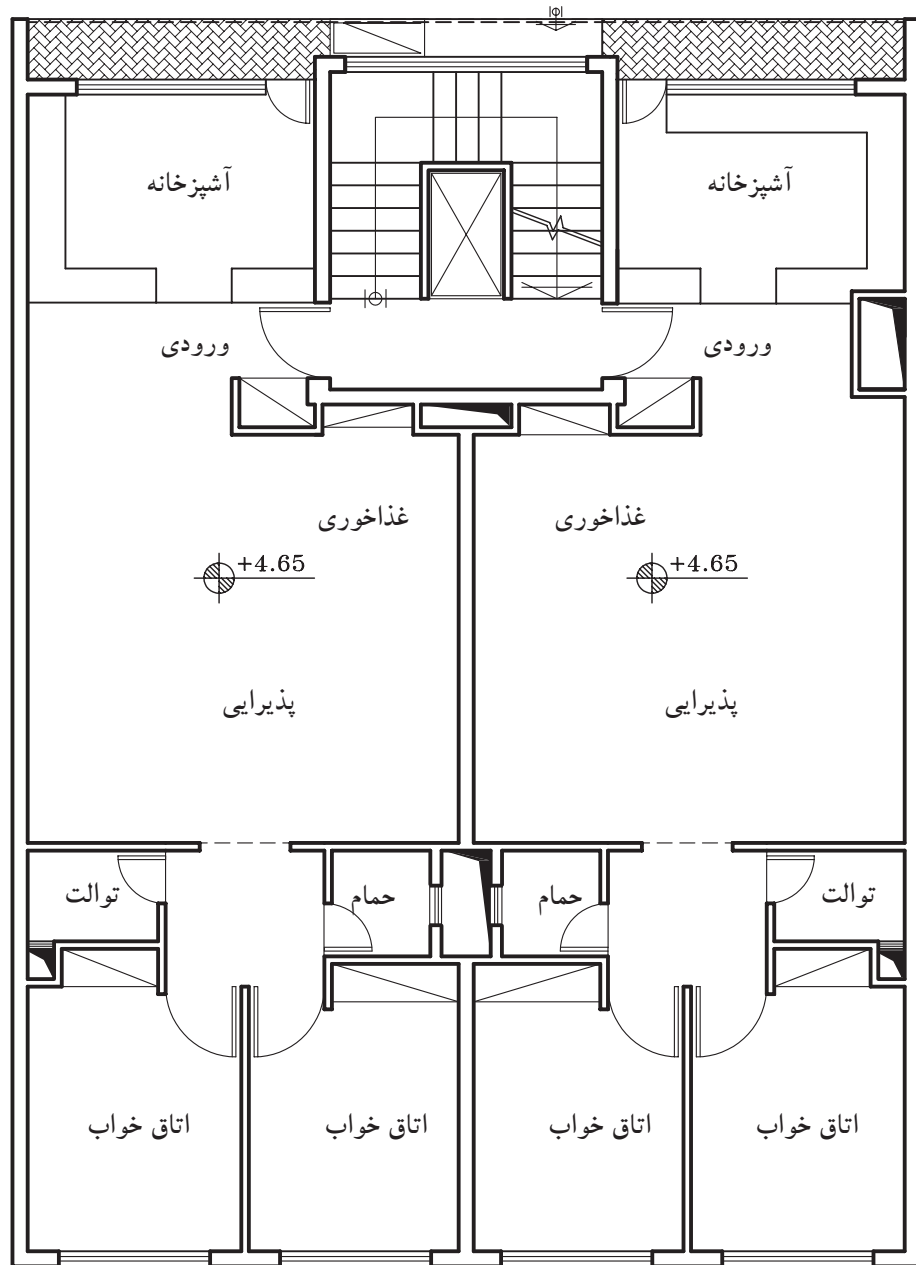 آشپزخانه
آشپزخانه
ورودی
ورودی
غذاخوری
غذاخوری
+4.65
+4.65
پذیرایی
پذیرایی
توالت
حمام
حمام
توالت
اتاق خواب
اتاق خواب
اتاق خواب
اتاق خواب